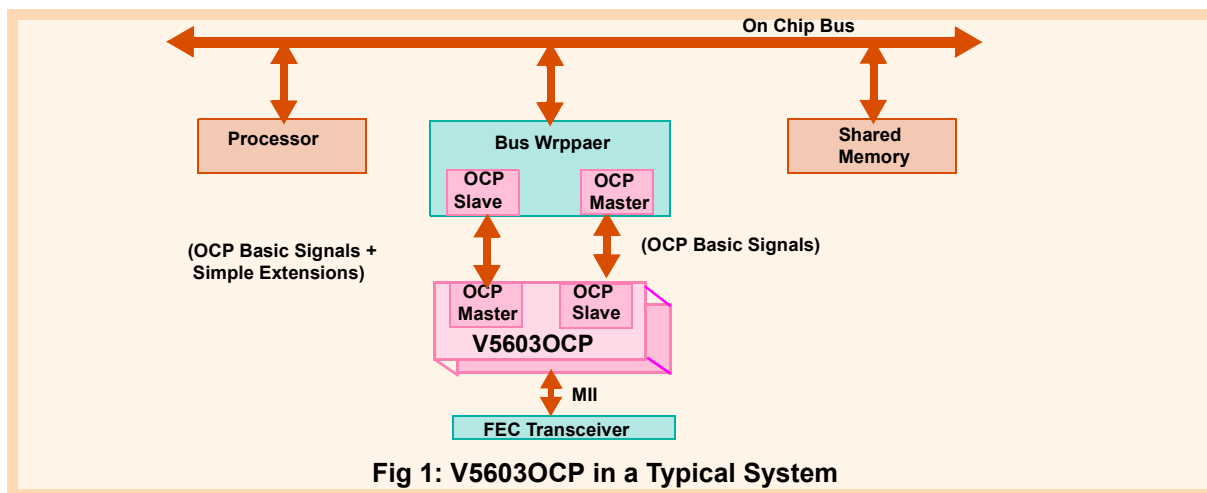 On Chip Bus
Processor
Bus Wrppaer
Shared
Memory
OCP
Slave
OCP
Master
(OCP Basic Signals +
Simple Extensions)
(OCP Basic Signals)
OCP
Master
OCP
Slave
V5603OCP
MII
FEC Transceiver
Fig 1: V5603OCP in a Typical System